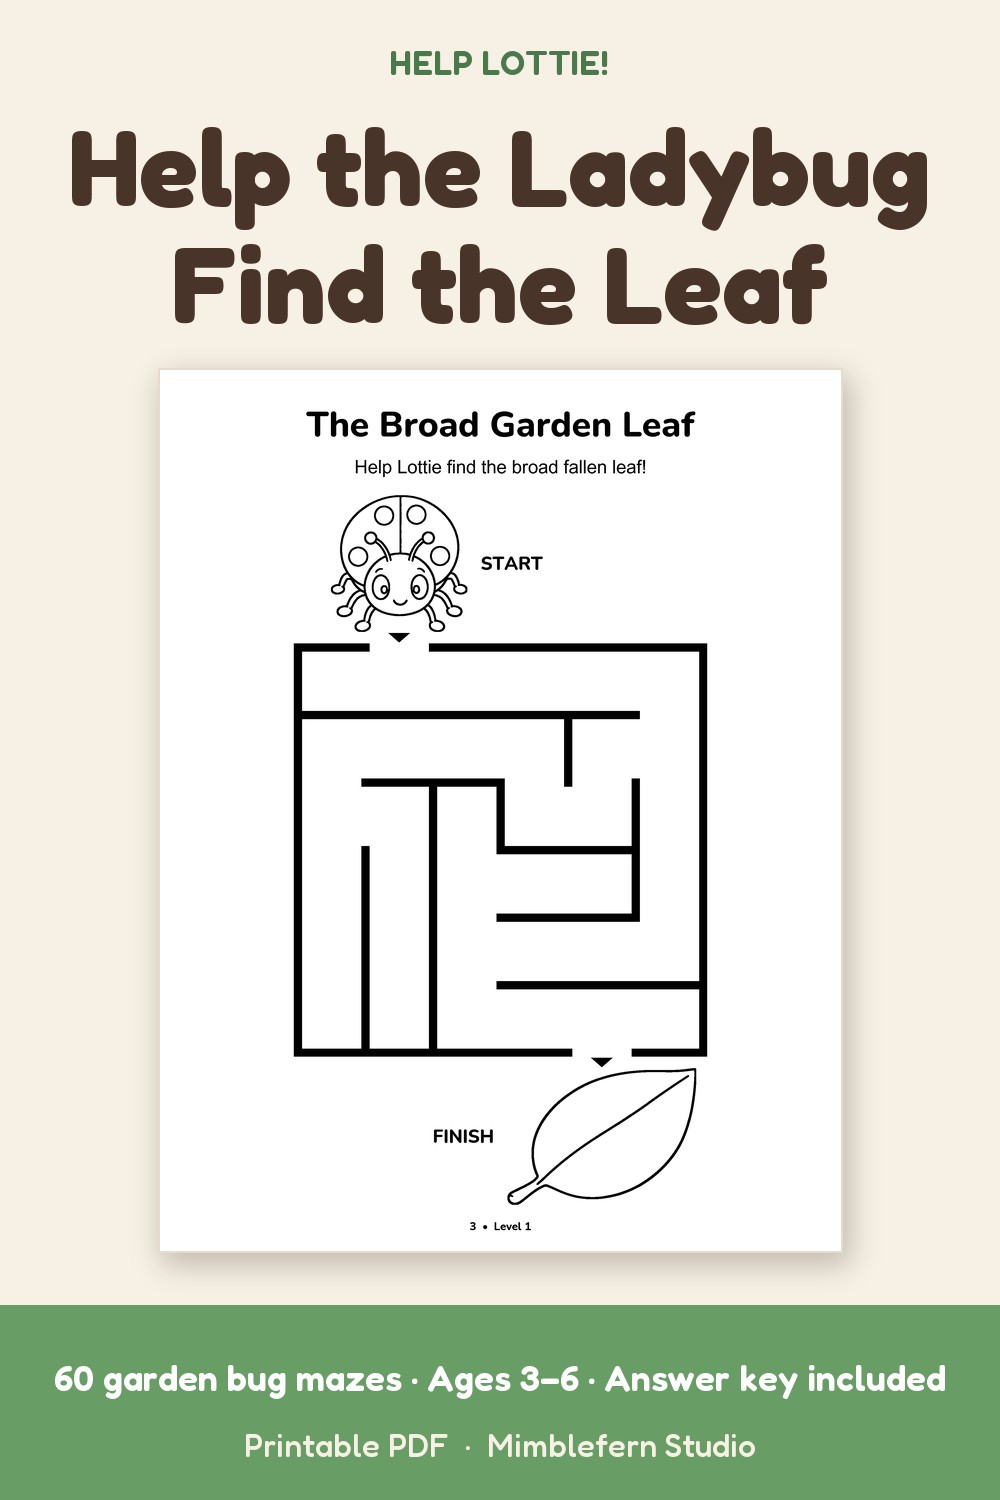 HELP LOTTIE!
Help the Ladybug
Find the Leaf
The Broad Garden Leaf
Help Lottie find the broad fallen leaf!
START
FINISH
3 • Level 1
60 garden bug mazes · Ages 3–6 · Answer key included
Printable PDF · Mimblefern Studio